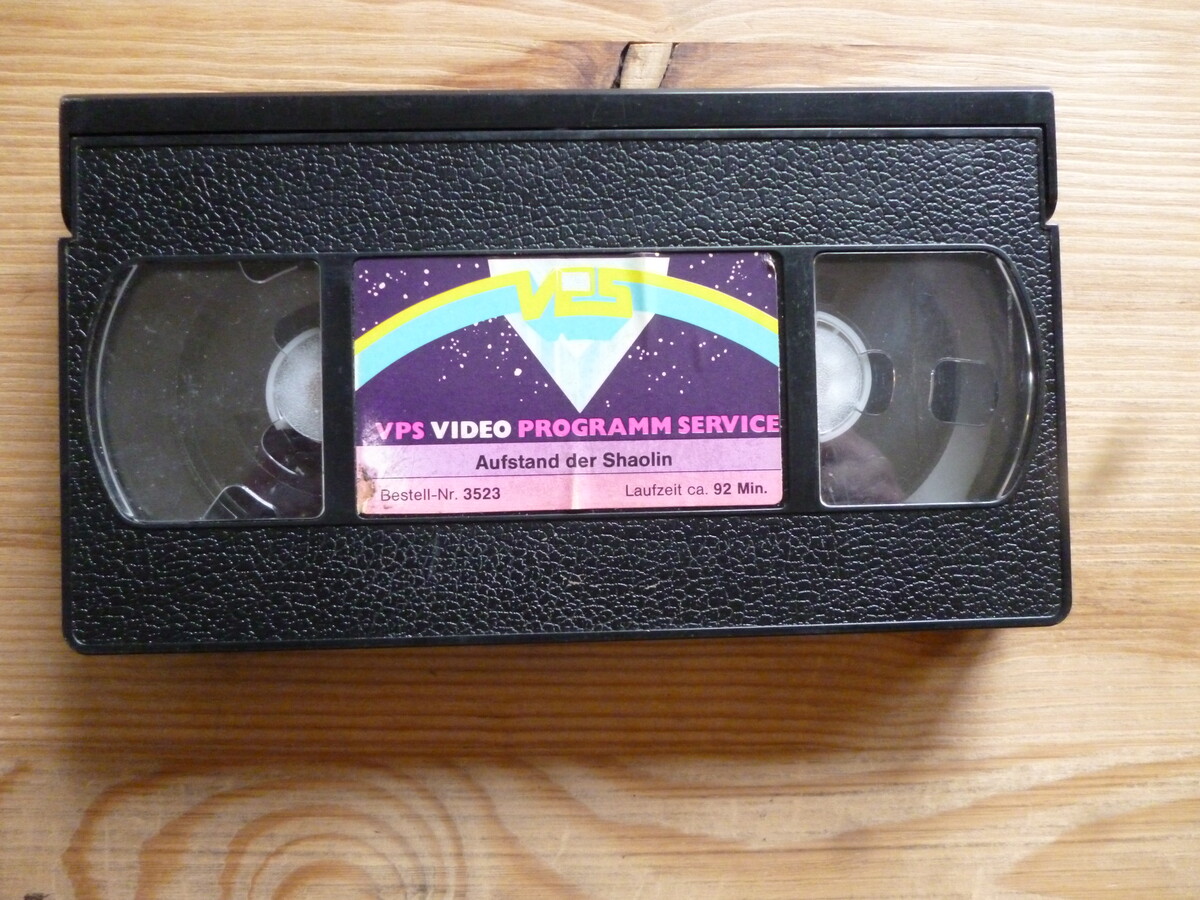 VPS
VPS VIDEO PROGRAMM SERVICE
Aufstand der Shaolin
Bestell-Nr. 3523 Laufzeit ca. 92 Min.